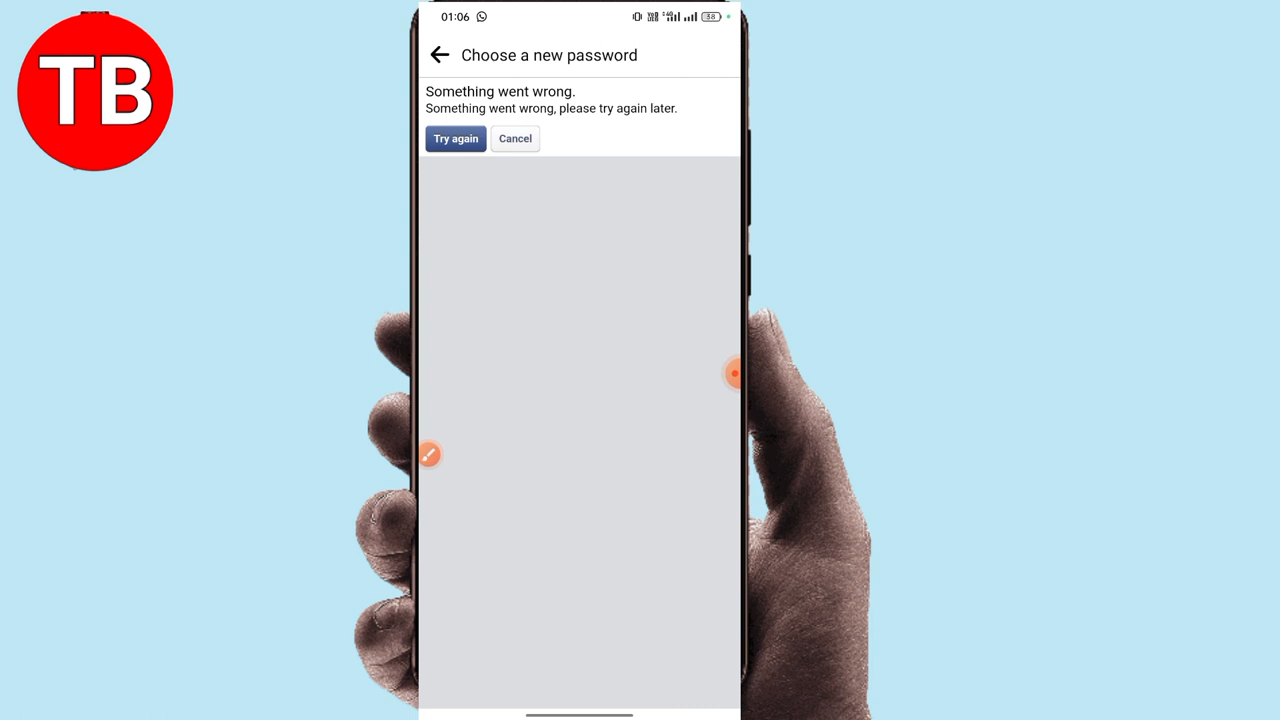 TB
01:06
38
Choose a new password
Something went wrong.
Something went wrong, please try again later.
Try again
Cancel